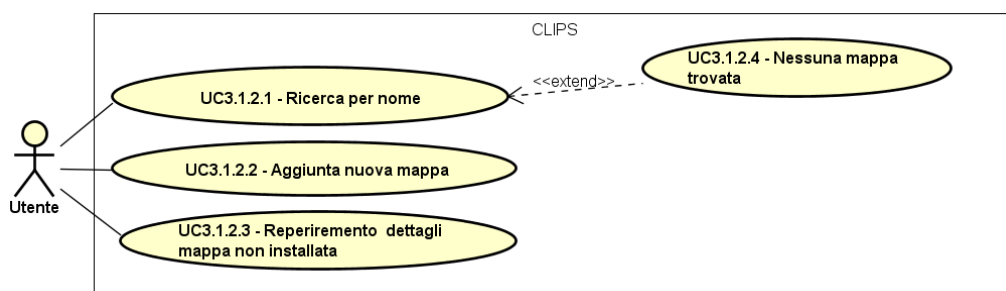 CLIPS
UC3.1.2.4 - Nessuna mappa
trovata
<<extend>>
UC3.1.2.1 - Ricerca per nome
UC3.1.2.2 - Aggiunta nuova mappa
Utente
UC3.1.2.3 - Reperiremento dettagli
mappa non installata